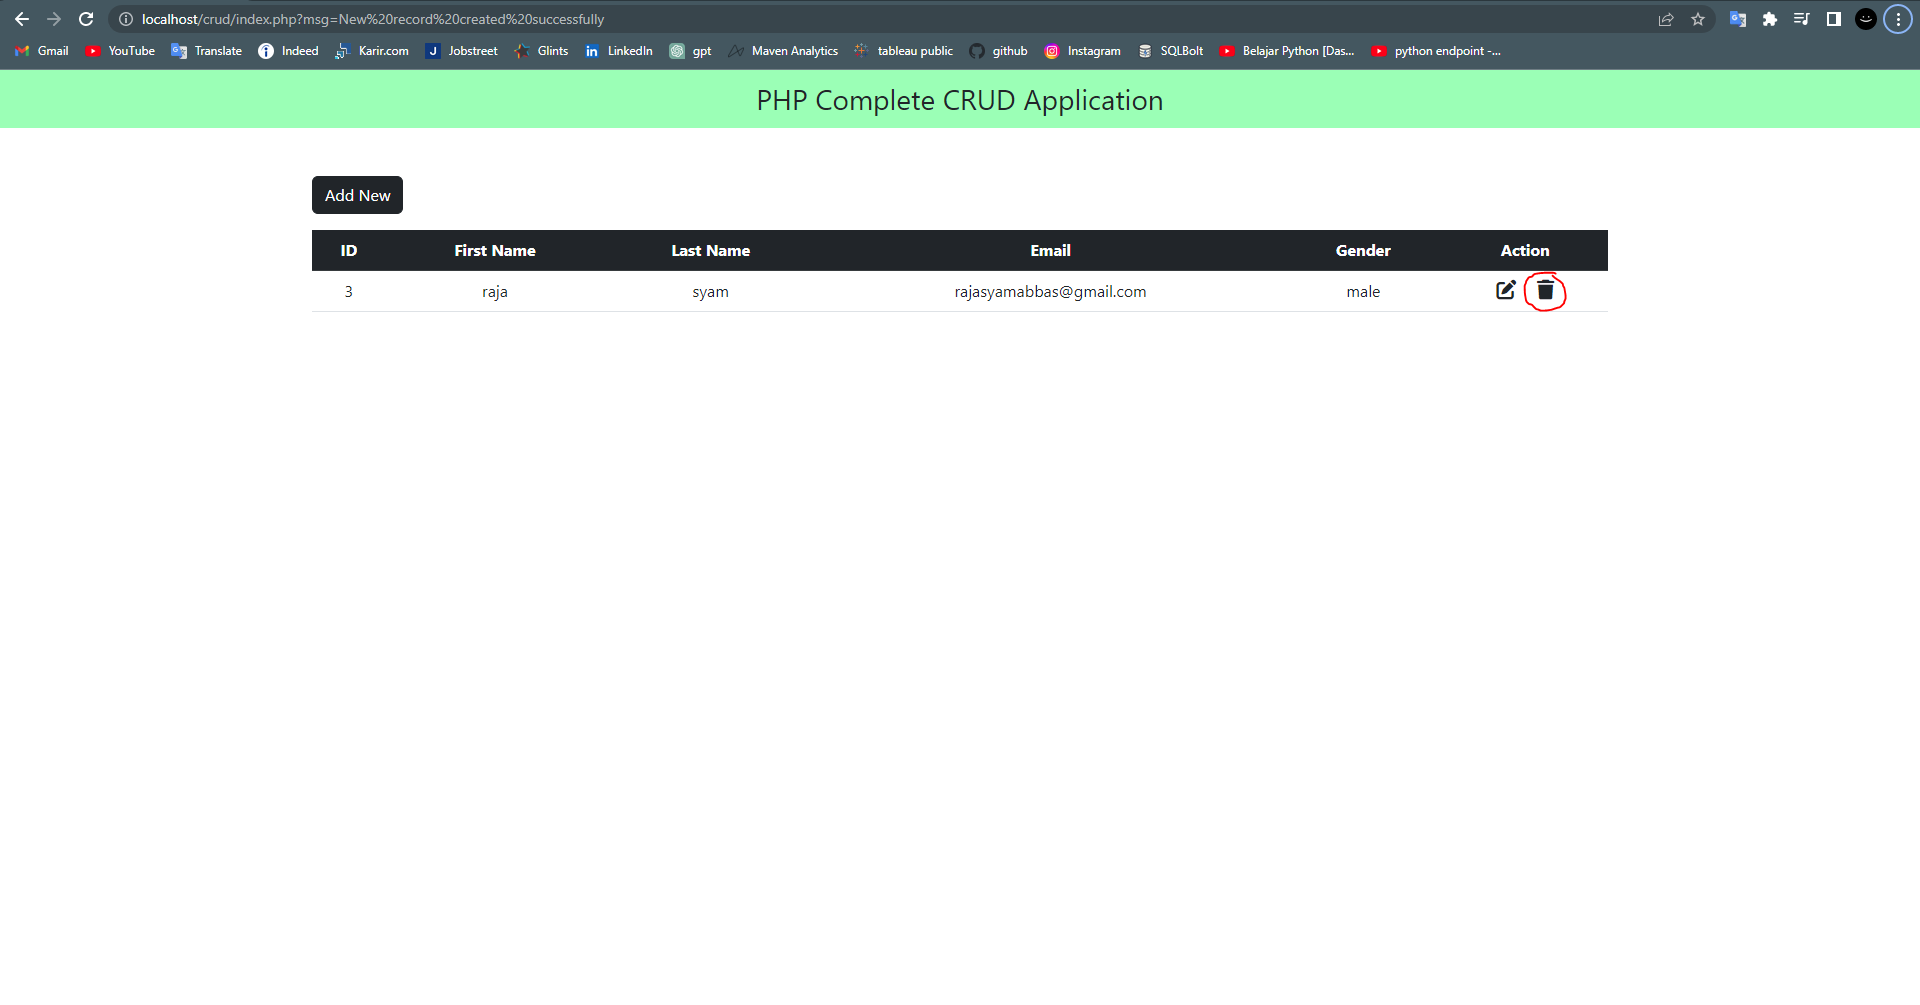 localhost/crud/index.php?msg=New%20record%20created%20successfully
Gmail YouTube Translate Indeed Karir.com J Jobstreet Glints in LinkedIn gpt Maven Analytics tableau public github Instagram SQLBolt Belajar Python [Das... python endpoint -...
PHP Complete CRUD Application
Add New
ID First Name Last Name Email Gender Action
3 raja syam rajasyamabbas@gmail.com male